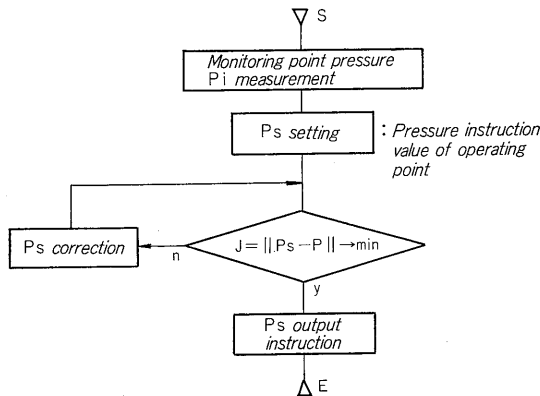 S
Monitoring point pressure
Pi measurement
Ps setting
: Pressure instruction
value of operating
point
Ps correction
n
J=||Ps-P||→min
y
Ps output
instruction
E